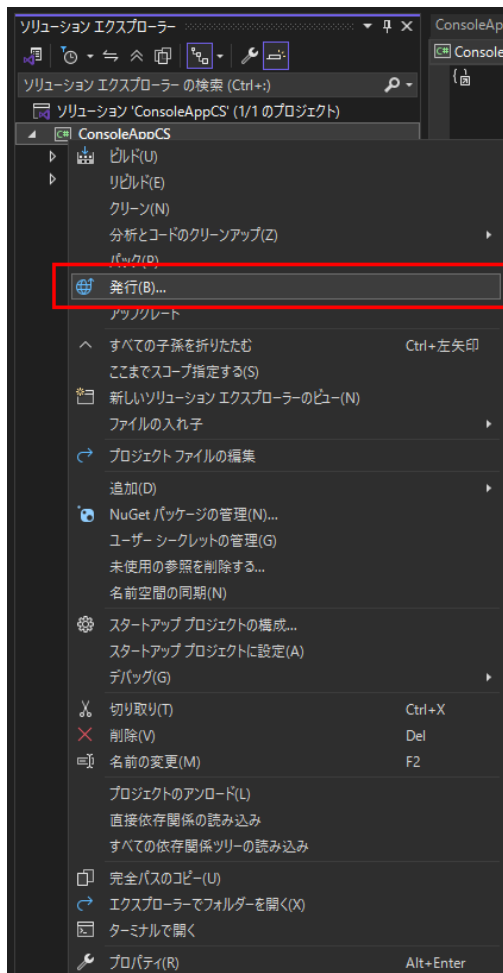 ソリューション エクスプローラー
ConsoleAp
Console
ソリューション エクスプローラー の検索 (Ctrl+:)
ソリューション 'ConsoleAppCS' (1/1 のプロジェクト)
ConsoleAppCS
ビルド(U)
リビルド(E)
クリーン(N)
分析とコードのクリーンアップ(Z)
パック(P)
発行(B)...
アップグレード
すべての子孫を折りたたむ Ctrl+左矢印
ここまでスコープ指定する(S)
新しいソリューション エクスプローラーのビュー(N)
ファイルの入れ子
プロジェクト ファイルの編集
追加(D)
NuGet パッケージの管理(N)...
ユーザー シークレットの管理(G)
未使用の参照を削除する...
名前空間の同期(N)
スタートアップ プロジェクトの構成...
スタートアップ プロジェクトに設定(A)
デバッグ(G)
切り取り(T) Ctrl+X
削除(V) Del
名前の変更(M) F2
プロジェクトのアンロード(L)
直接依存関係の読み込み
すべての依存関係ツリーの読み込み
完全パスのコピー(U)
エクスプローラーでフォルダーを開く(X)
ターミナルで開く
プロパティ(R) Alt+Enter